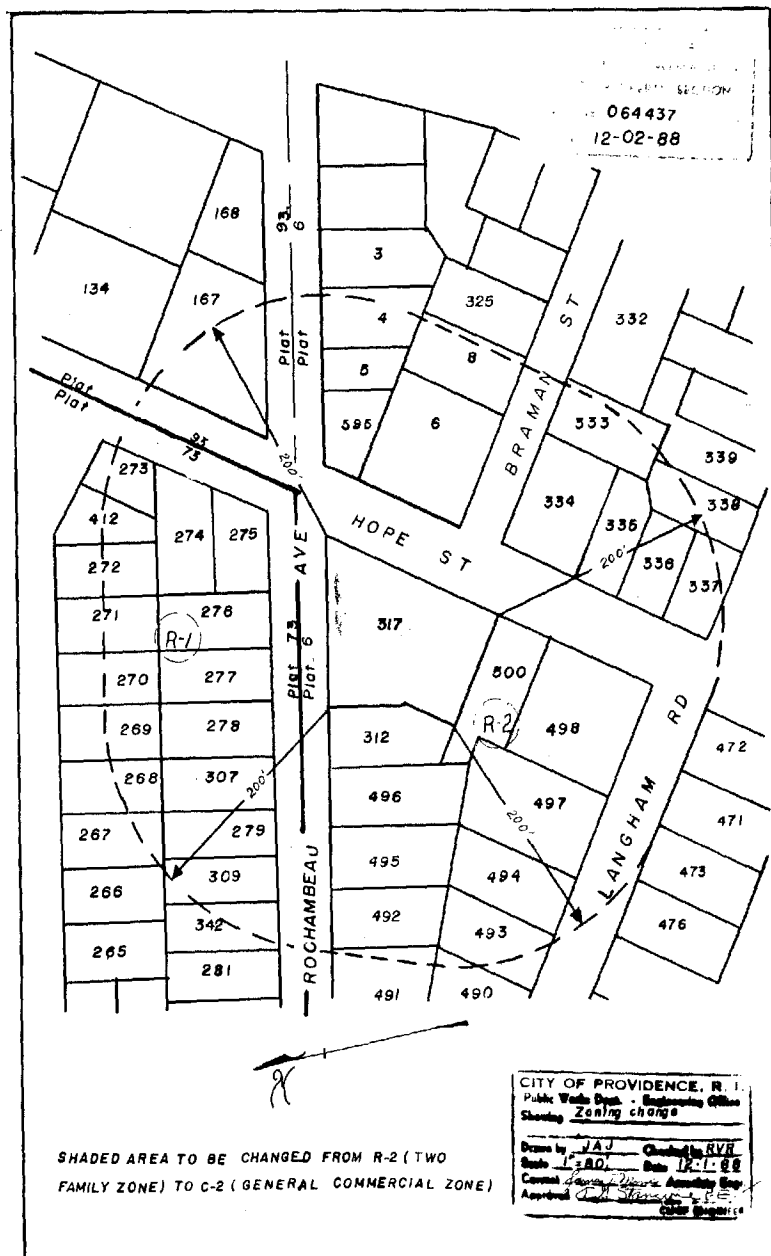 SECTION
064437
12-02-88
168
93
6
3
134
167
4
325
332
Plat
Plat
5
8
BRAMAN ST
Plat
Plat
93
73
595
6
333
339
200'
273
338
334
335
412
274
275
AVE
HOPE ST
200'
336
337
272
271
276
R-1
317
Plat 73
Plat 6
500
270
277
R-2
498
LANGHAM RD
269
278
312
472
268
307
200'
496
497
200'
471
267
279
495
494
473
266
309
ROCHAMBEAU
492
493
476
342
265
281
491
490
N
CITY OF PROVIDENCE, R. I.
Public Works Dept. - Engineering Office
Showing Zoning change
Drawn by JAJ Checked by RVR
Scale 1"=80' Date 12-1-88
Correct Associate Engr.
Approved P.E.
CHIEF ENGINEER
SHADED AREA TO BE CHANGED FROM R-2 ( TWO
FAMILY ZONE) TO C-2 ( GENERAL COMMERCIAL ZONE)